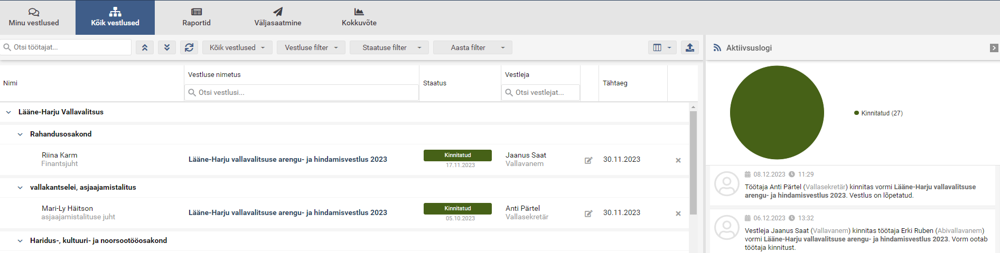 Minu vestlused
Kõik vestlused
Raportid
Väljasaatmine
Kokkuvõte
Otsi töötajat...
Kõik vestlused
Vestluse filter
Staatuse filter
Aasta filter
Nimi
Vestluse nimetus
Otsi vestlusi...
Staatus
Vestleja
Otsi vestlejat...
Tähtaeg
Lääne-Harju Vallavalitsus
Rahandusosakond
Riina Karm
Finantsjuht
Lääne-Harju vallavalitsuse arengu- ja hindamisvestlus 2023
Kinnitatud
17.11.2023
Jaanus Saat
Vallavanem
30.11.2023
vallakantselei, asjaajamistalitus
Mari-Ly Häitson
asjaajamistalituse juht
Lääne-Harju vallavalitsuse arengu- ja hindamisvestlus 2023
Kinnitatud
05.10.2023
Anti Pärtel
Vallasekretär
30.11.2023
Haridus-, kultuuri- ja noorsootööosakond
Aktiivsuslogi
Kinnitatud (27)
08.12.2023 11:29
Töötaja Anti Pärtel (Vallasekretär) kinnitas vormi Lääne-Harju vallavalitsuse
arengu- ja hindamisvestlus 2023. Vestlus on lõpetatud.
06.12.2023 13:32
Vestleja Jaanus Saat (Vallavanem) kinnitas töötaja Erki Ruben (Abivallavanem)
vormi Lääne-Harju vallavalitsuse arengu- ja hindamisvestlus 2023. Vorm ootab
töötaja kinnitust.